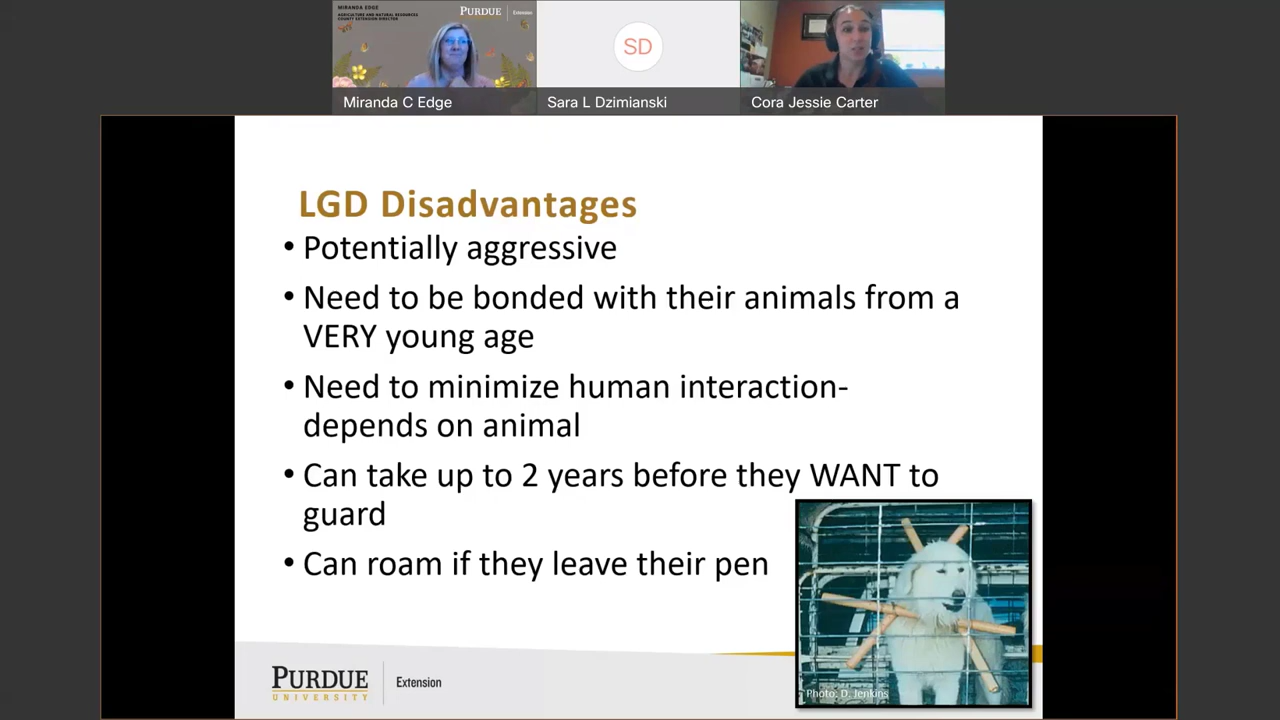 MIRANDA EDGE
AGRICULTURE AND NATURAL RESOURCES
COUNTY EXTENSION DIRECTOR
PURDUE
UNIVERSITY
Extension
SD
Miranda C Edge
Sara L Dzimianski
Cora Jessie Carter
LGD Disadvantages
• Potentially aggressive
• Need to be bonded with their animals from a
VERY young age
• Need to minimize human interaction-
depends on animal
• Can take up to 2 years before they WANT to
guard
• Can roam if they leave their pen
Photo: D. Jenkins
PURDUE
UNIVERSITY
Extension